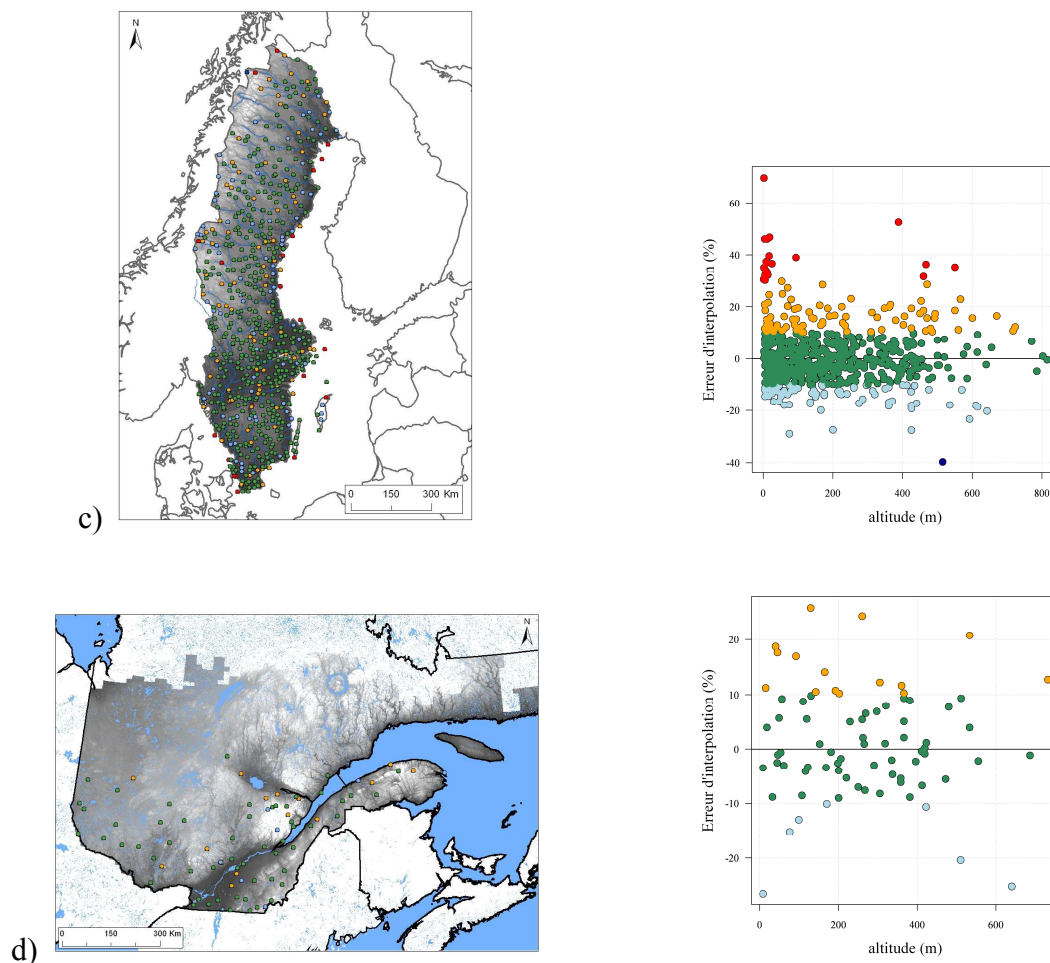 N
0 150 300 Km
c)
Erreur d'interpolation (%)
60
40
20
0
-20
-40
0 200 400 600 800
altitude (m)
N
0 150 300 Km
d)
Erreur d'interpolation (%)
20
10
0
-10
-20
0 200 400 600
altitude (m)